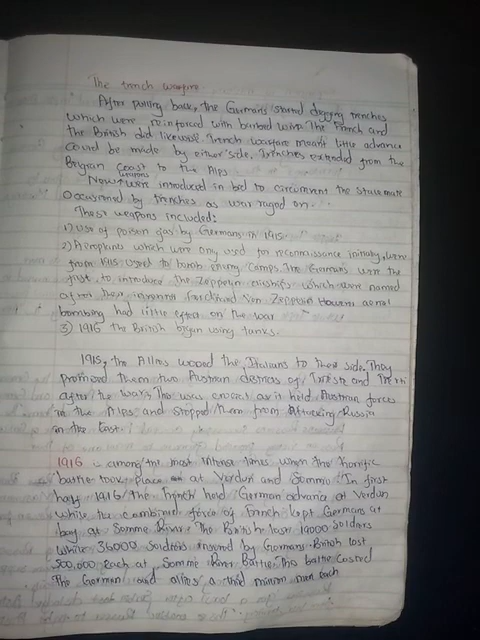 The trench warfare
After pulling back, the Germans started digging trenches
which were reinforced with barbed wire. The French and
the British did likewise. Trench warfare meant little advance
could be made by either side. Trenches extended from the
Belgian coast to the Alps
weapons
New were introduced in bid to circumvent the stalemate
Occasioned by trenches as war raged on.
These weapons included:
1) Use of poison gas by Germans in 1915
2) Aeroplanes which were only used for reconnaissance initialy, were
from 1915 used to bomb enemy camps. The Germans were the
first to introduce the Zeppelin airships which were named
after their inventor Ferdinand Von Zeppelin However aerial
bombing had little effect on the war
3) 1916 the British began using tanks.
1915, the Allies wooed the Italians to their side. They
promised them two Austrian districts of Trieste and
after the war. This was crucial as it held Austrian forces
in the Alps and stopped them from Attacking Russia
in the East.
1916 - among the most intense times when the horrific
battle took place at Verdun and Somme. In first
half 1916 The French held German advance at Verdun
while the combined force of French kept Germans at
bay at Somme River. The British lost 19000 Soldiers
While 36000 Soldiers injured by Germans. British lost
500,000 each at Somme River Battle. The battle costed
The German and allies a third million men each